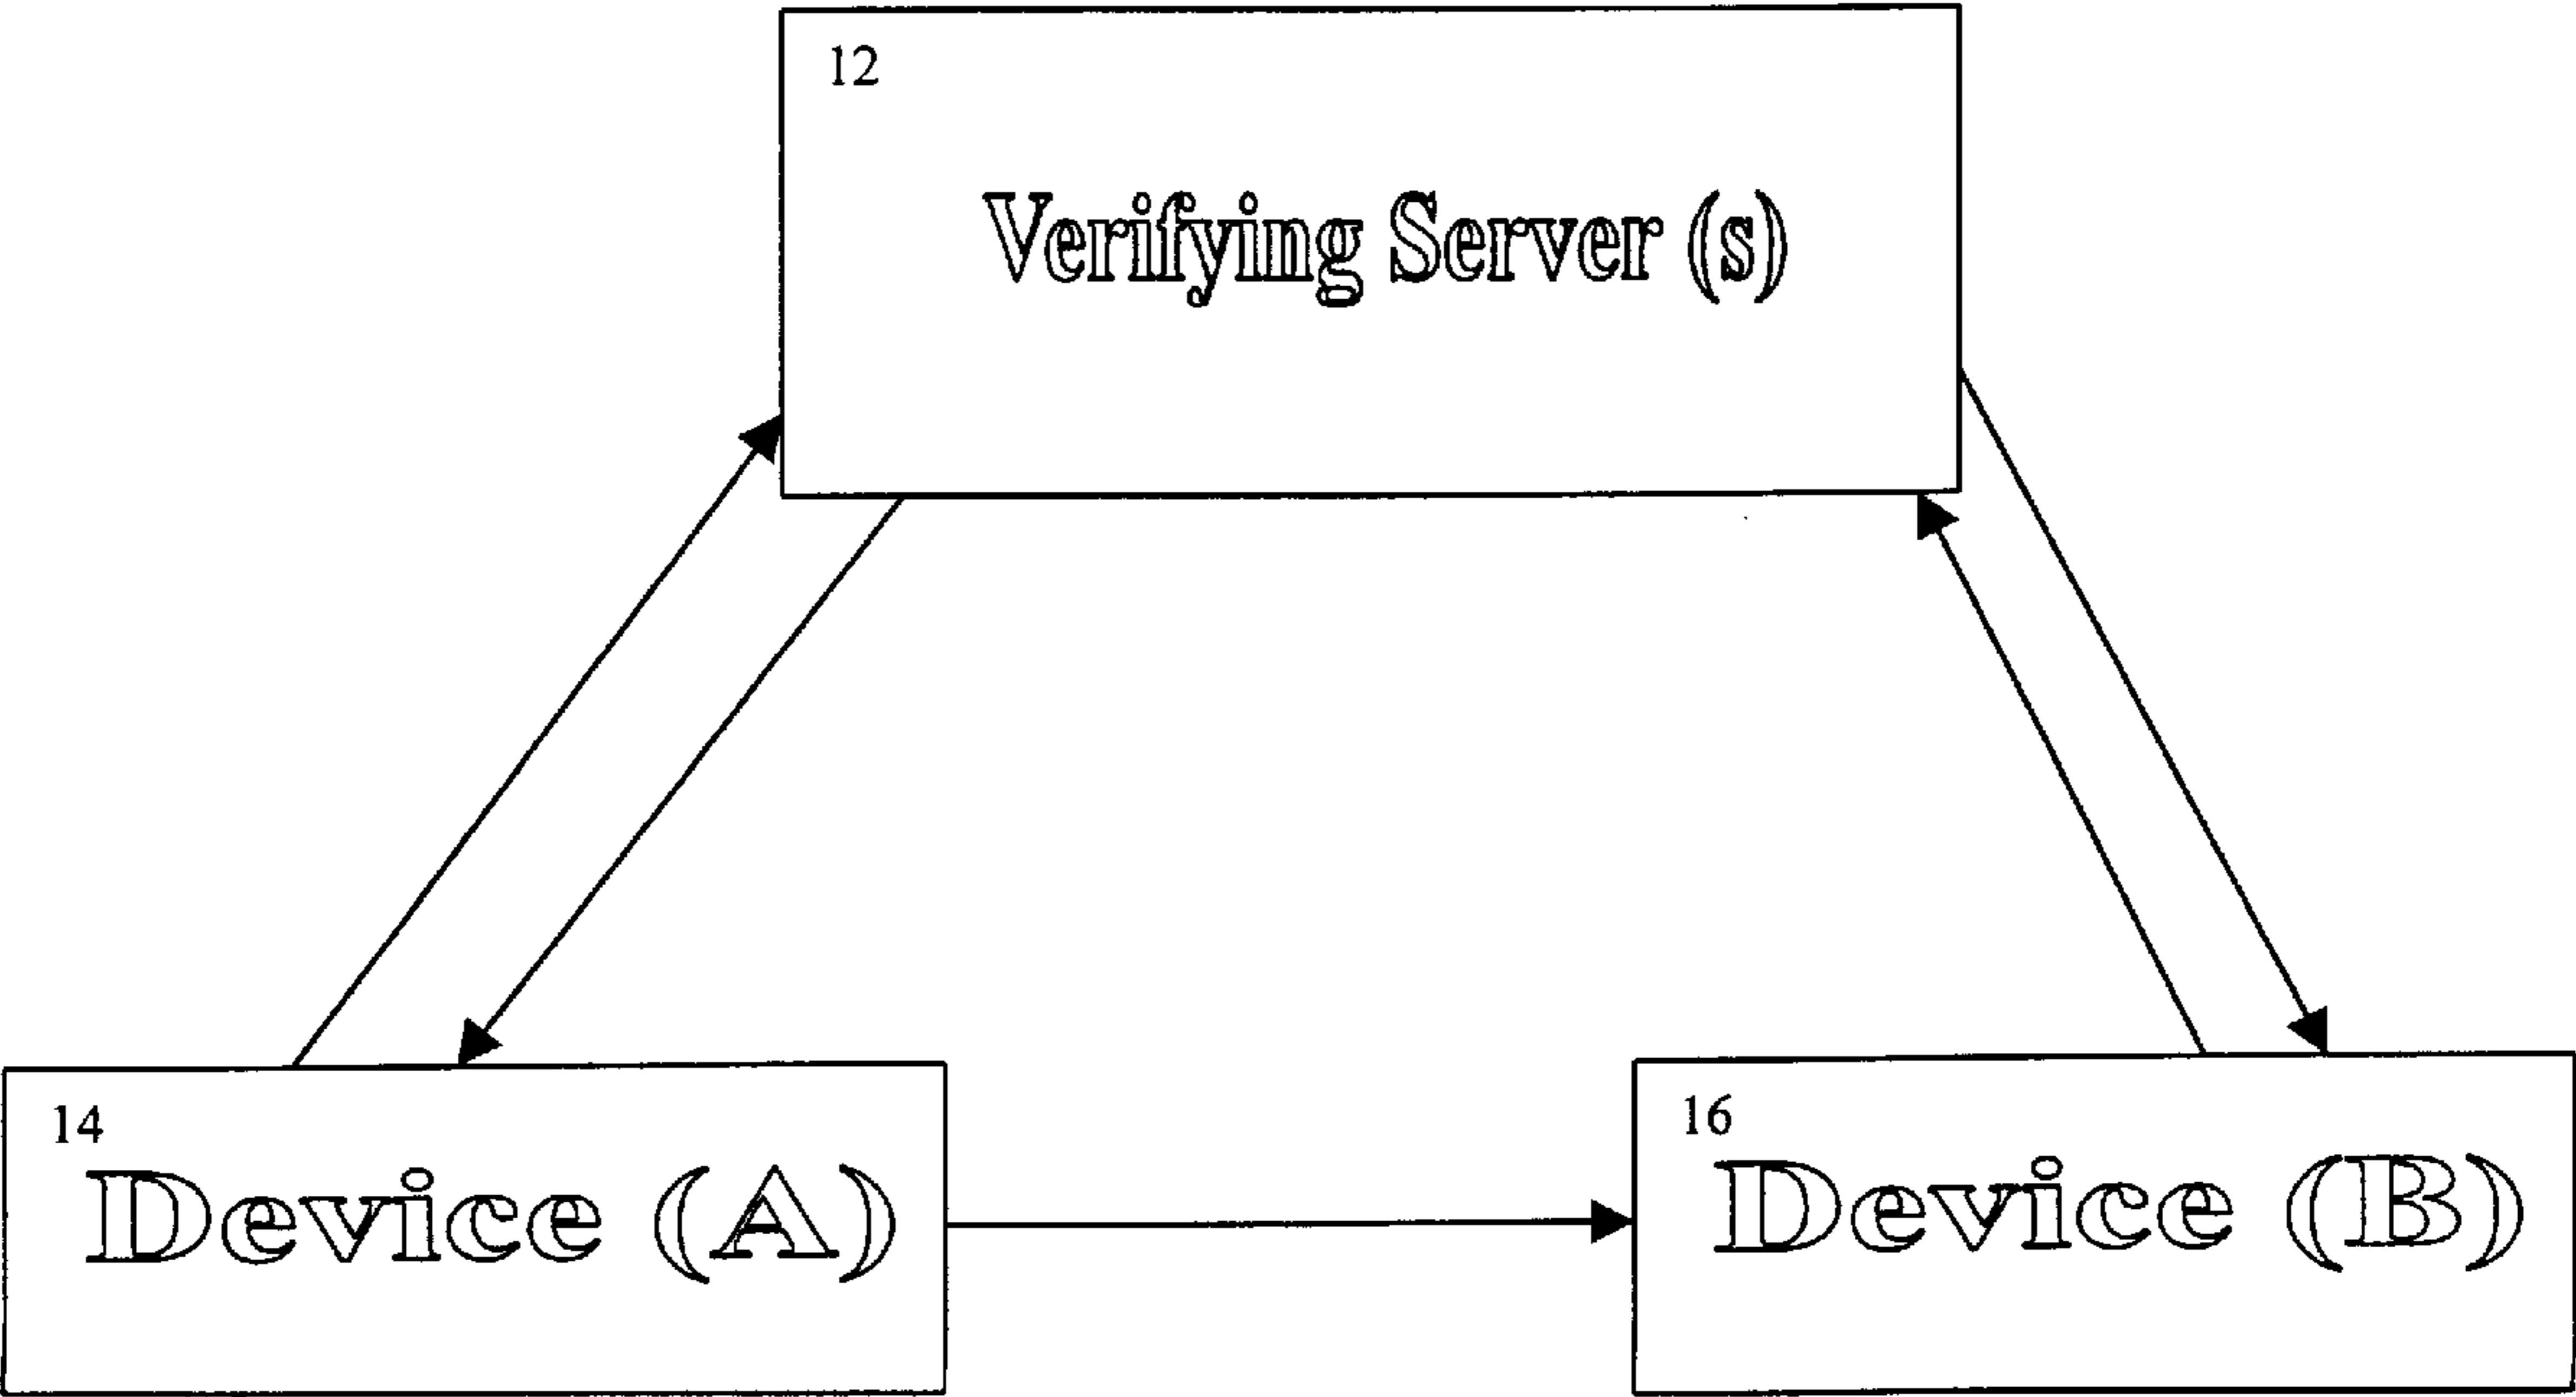 12
Verifying Server (s)
14
Device (A)
16
Device (B)